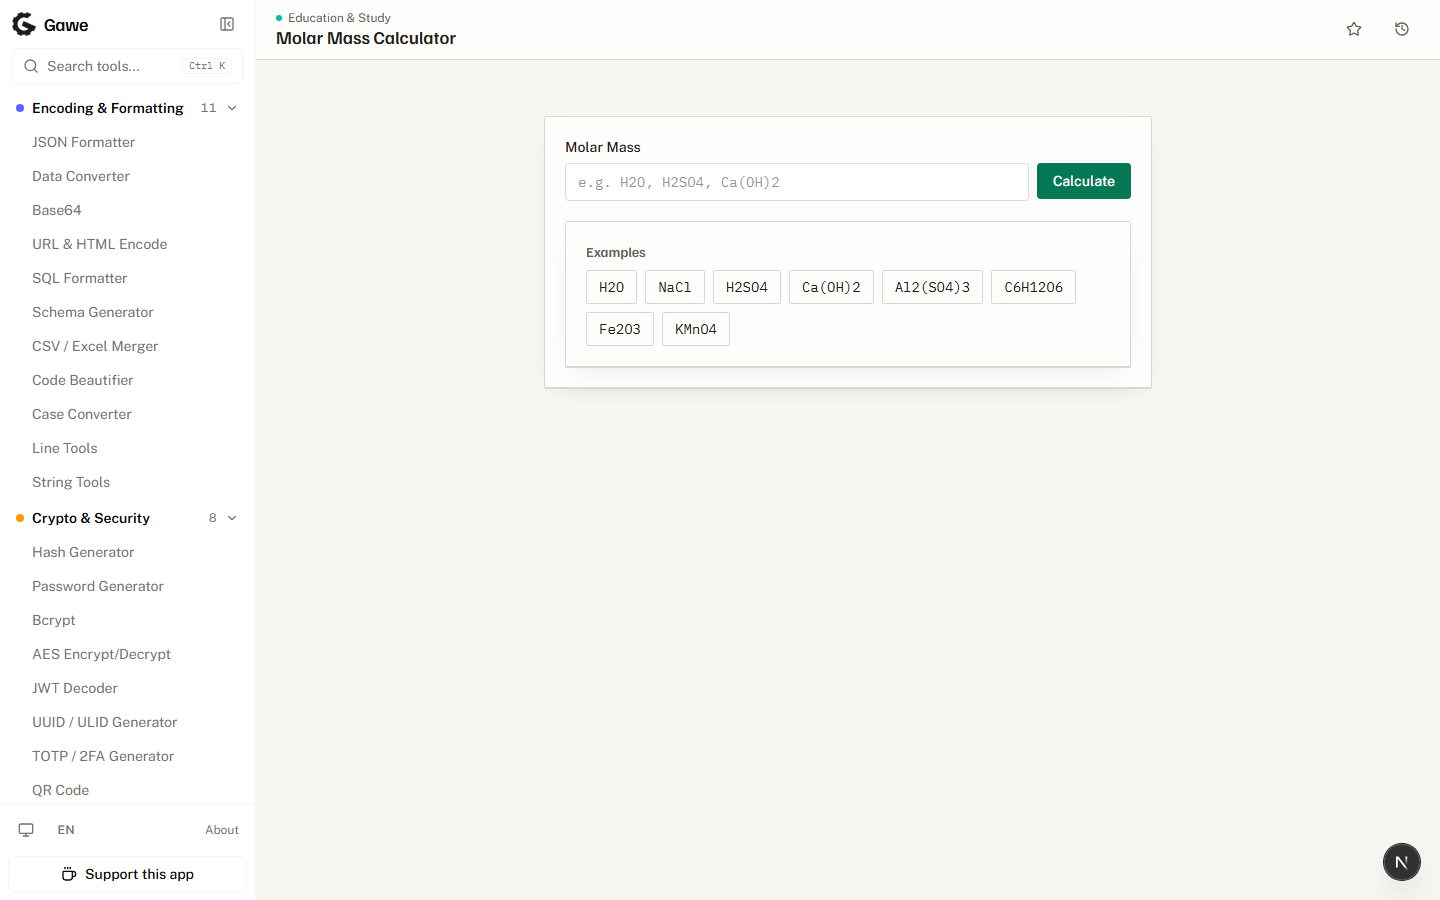 Gawe
Search tools...
Ctrl K
Encoding & Formatting 11
JSON Formatter
Data Converter
Base64
URL & HTML Encode
SQL Formatter
Schema Generator
CSV / Excel Merger
Code Beautifier
Case Converter
Line Tools
String Tools
Crypto & Security 8
Hash Generator
Password Generator
Bcrypt
AES Encrypt/Decrypt
JWT Decoder
UUID / ULID Generator
TOTP / 2FA Generator
QR Code
EN
About
Support this app
Education & Study
Molar Mass Calculator
Molar Mass
e.g. H2O, H2SO4, Ca(OH)2
Calculate
Examples
H2O NaCl H2SO4 Ca(OH)2 Al2(SO4)3 C6H12O6
Fe2O3 KMnO4
N